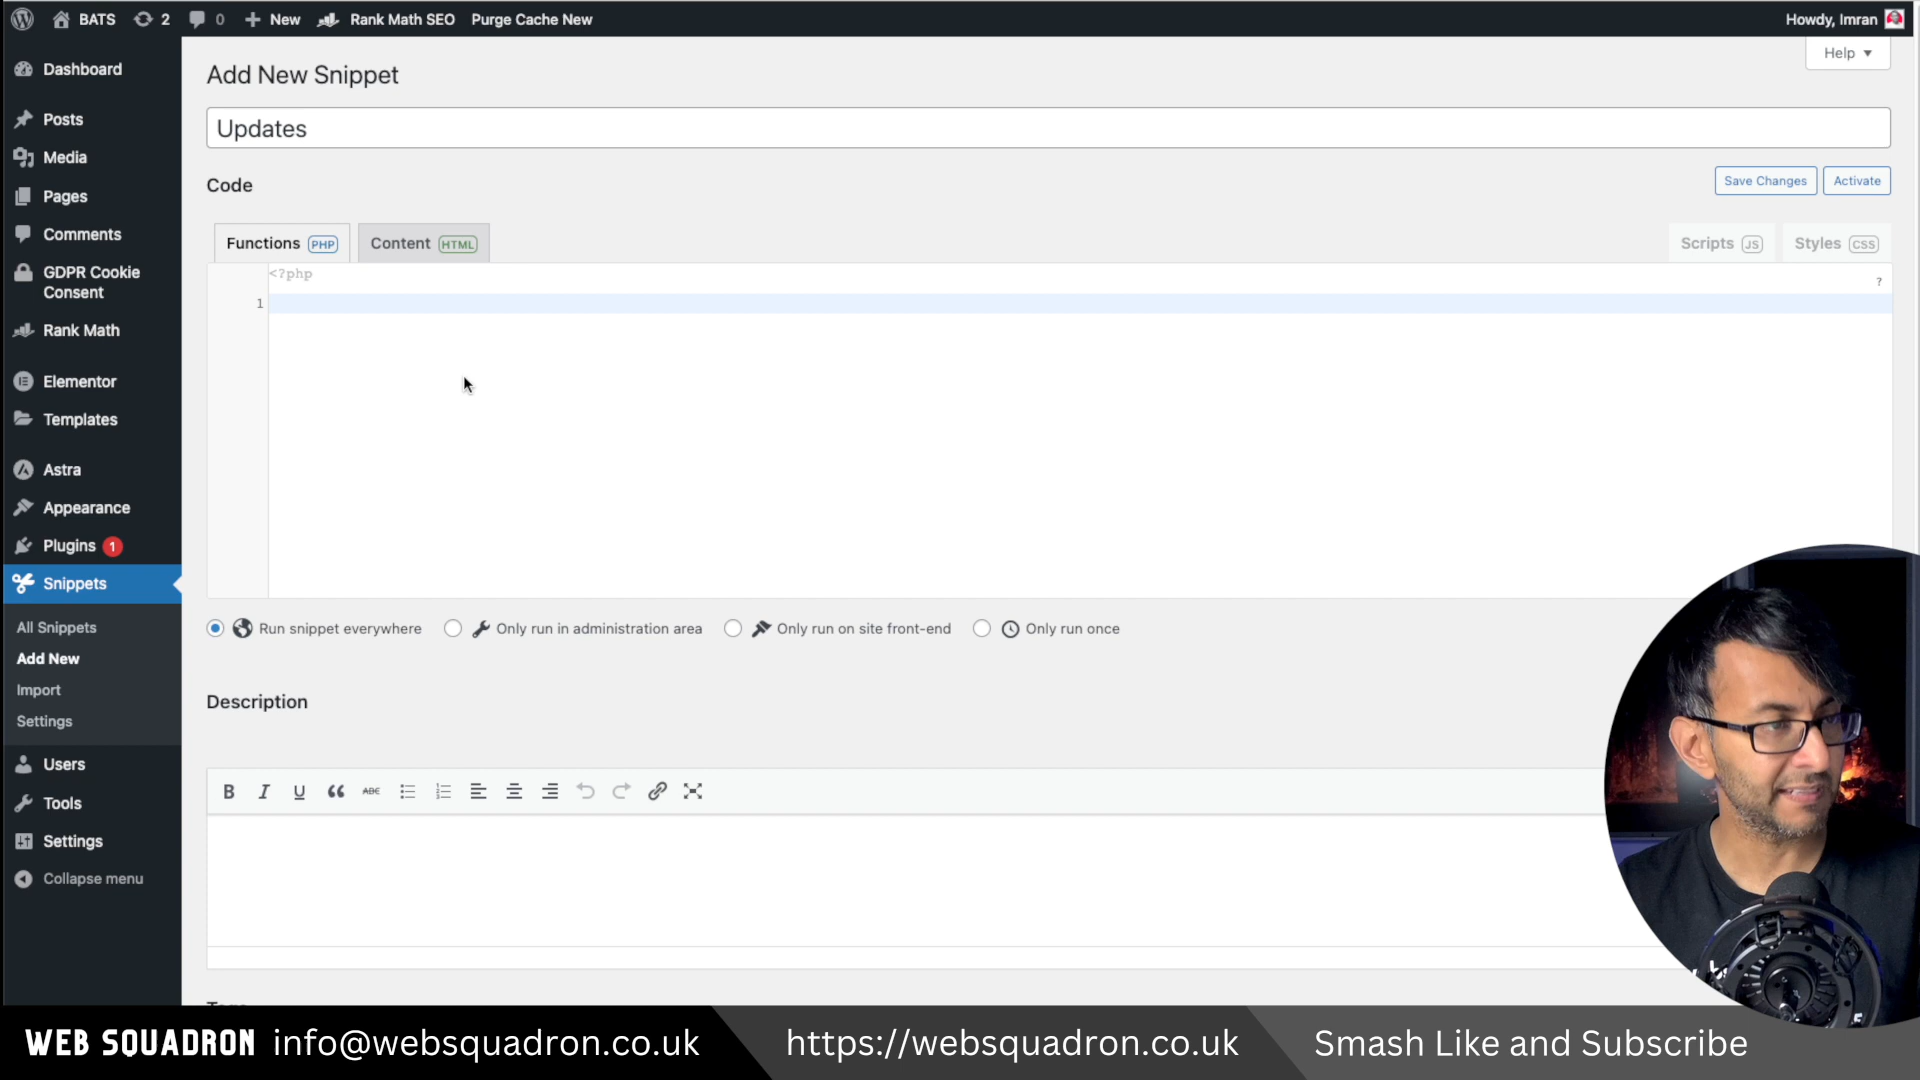 BATS 2 0 New Rank Math SEO Purge Cache New Howdy, Imran
Help
Dashboard
Posts
Media
Pages
Comments
GDPR Cookie
Consent
Rank Math
Elementor
Templates
Astra
Appearance
Plugins 1
Snippets
All Snippets
Add New
Import
Settings
Users
Tools
Settings
Collapse menu
Add New Snippet
Updates
Code
Save Changes Activate
Functions PHP Content HTML Scripts JS Styles CSS
<?php
?
1
Run snippet everywhere Only run in administration area Only run on site front-end Only run once
Description
B I U ABC
WEB SQUADRON info@websquadron.co.uk https://websquadron.co.uk Smash Like and Subscribe